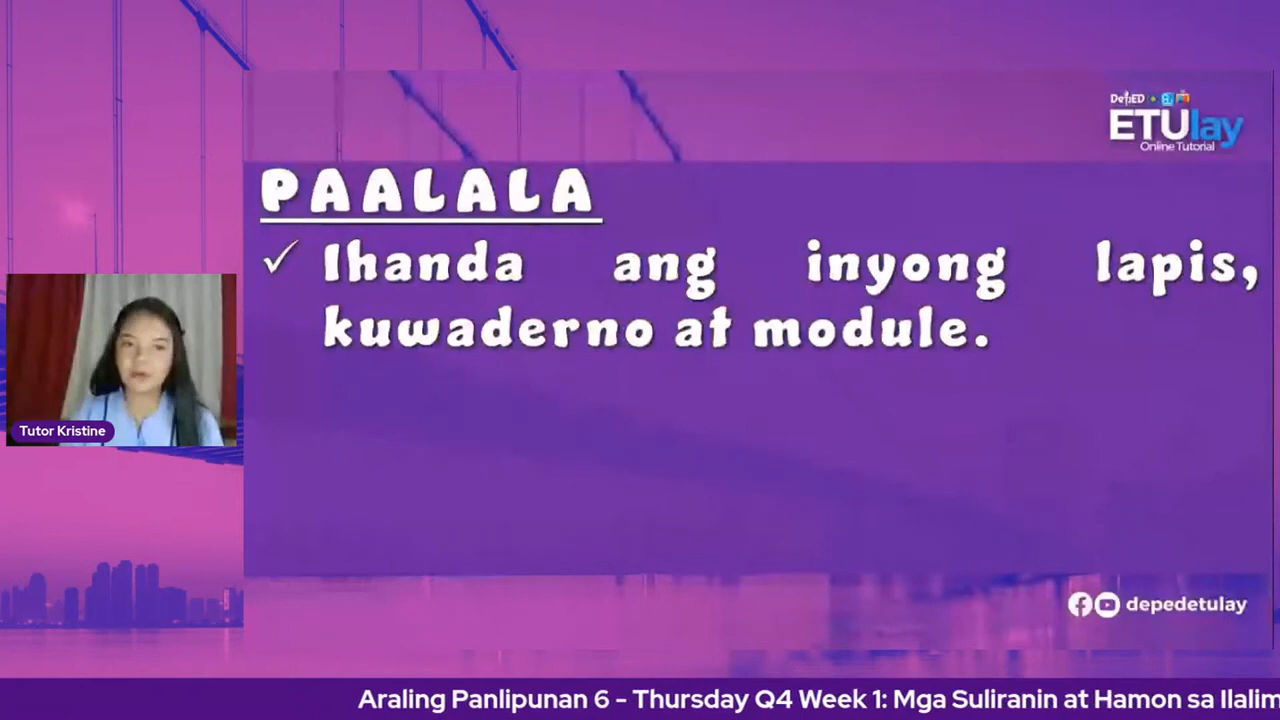 DepED
ETUlay
Online Tutorial
PAALALA
✓ Ihanda ang inyong lapis,
kuwaderno at module.
Tutor Kristine
depedetulay
Araling Panlipunan 6 - Thursday Q4 Week 1: Mga Suliranin at Hamon sa Ilalim